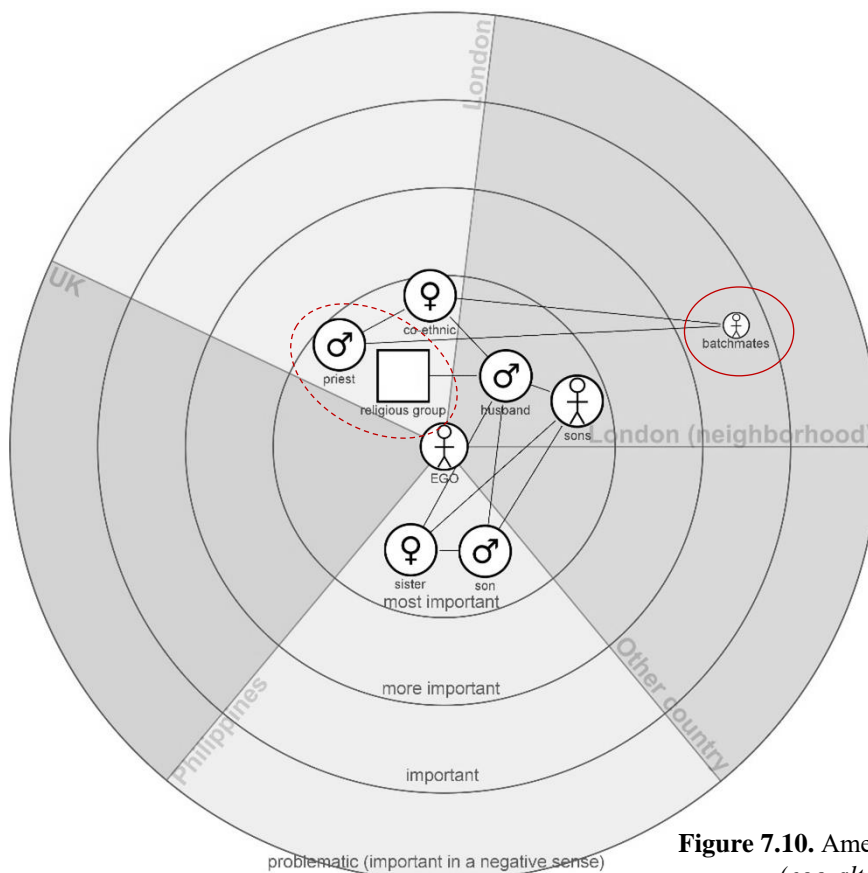 London
UK
co ethnic
priest
batchmates
religious group
husband
sons
London (neighborhood)
EGO
sister
son
most important
more important
Philippines
Other country
important
problematic (important in a negative sense)
Figure 7.10. Ame